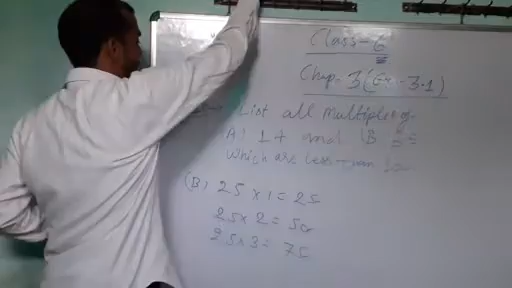 Class-6
Chap-3(Ex-3.1)
List all Multiples of
A) 14 and (B
which are less than
(B) 25 x 1 = 25
25 x 2 = 50
25 x 3 = 75